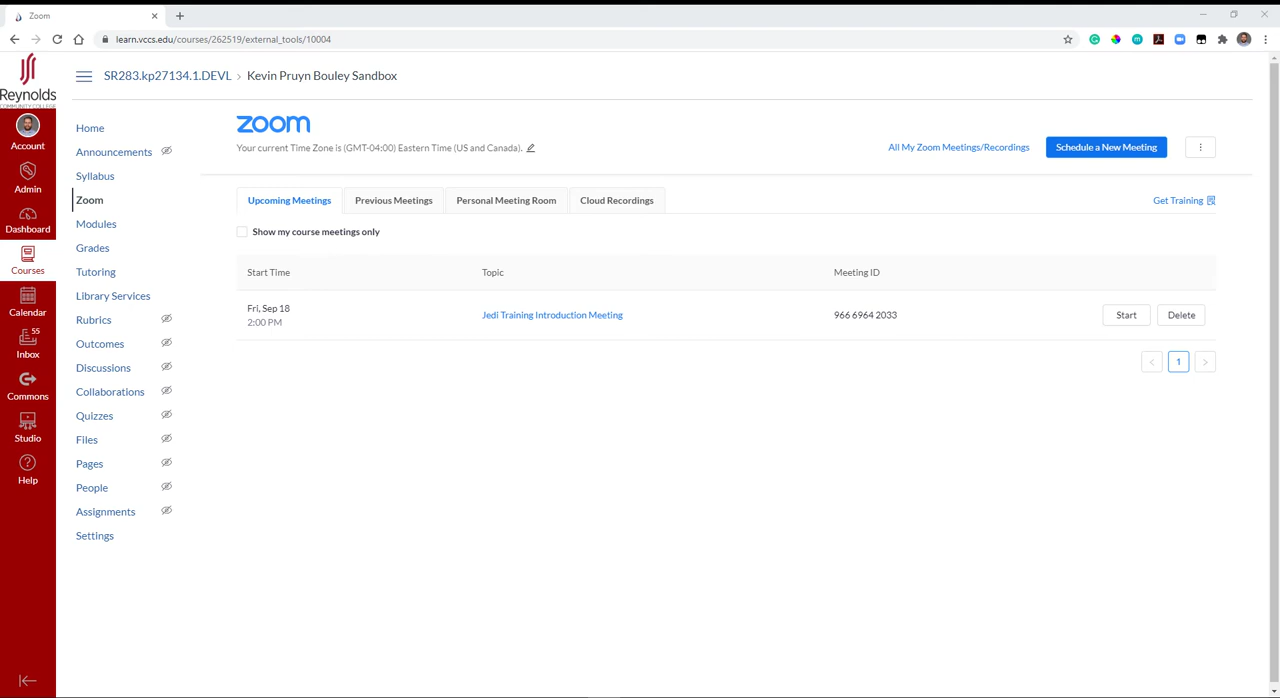 Zoom
learn.vccs.edu/courses/262519/external_tools/10004
Reynolds
COMMUNITY COLLEGE
SR283.kp27134.1.DEVL › Kevin Pruyn Bouley Sandbox
Account
Admin
Dashboard
Courses
Calendar
55
Inbox
Commons
Studio
Help
Home
Announcements
Syllabus
Zoom
Modules
Grades
Tutoring
Library Services
Rubrics
Outcomes
Discussions
Collaborations
Quizzes
Files
Pages
People
Assignments
Settings
zoom
Your current Time Zone is (GMT-04:00) Eastern Time (US and Canada).
All My Zoom Meetings/Recordings
Schedule a New Meeting
Upcoming Meetings Previous Meetings Personal Meeting Room Cloud Recordings
Get Training
Show my course meetings only
Start Time Topic Meeting ID
Fri, Sep 18
2:00 PM
Jedi Training Introduction Meeting 966 6964 2033 Start Delete
< 1 >